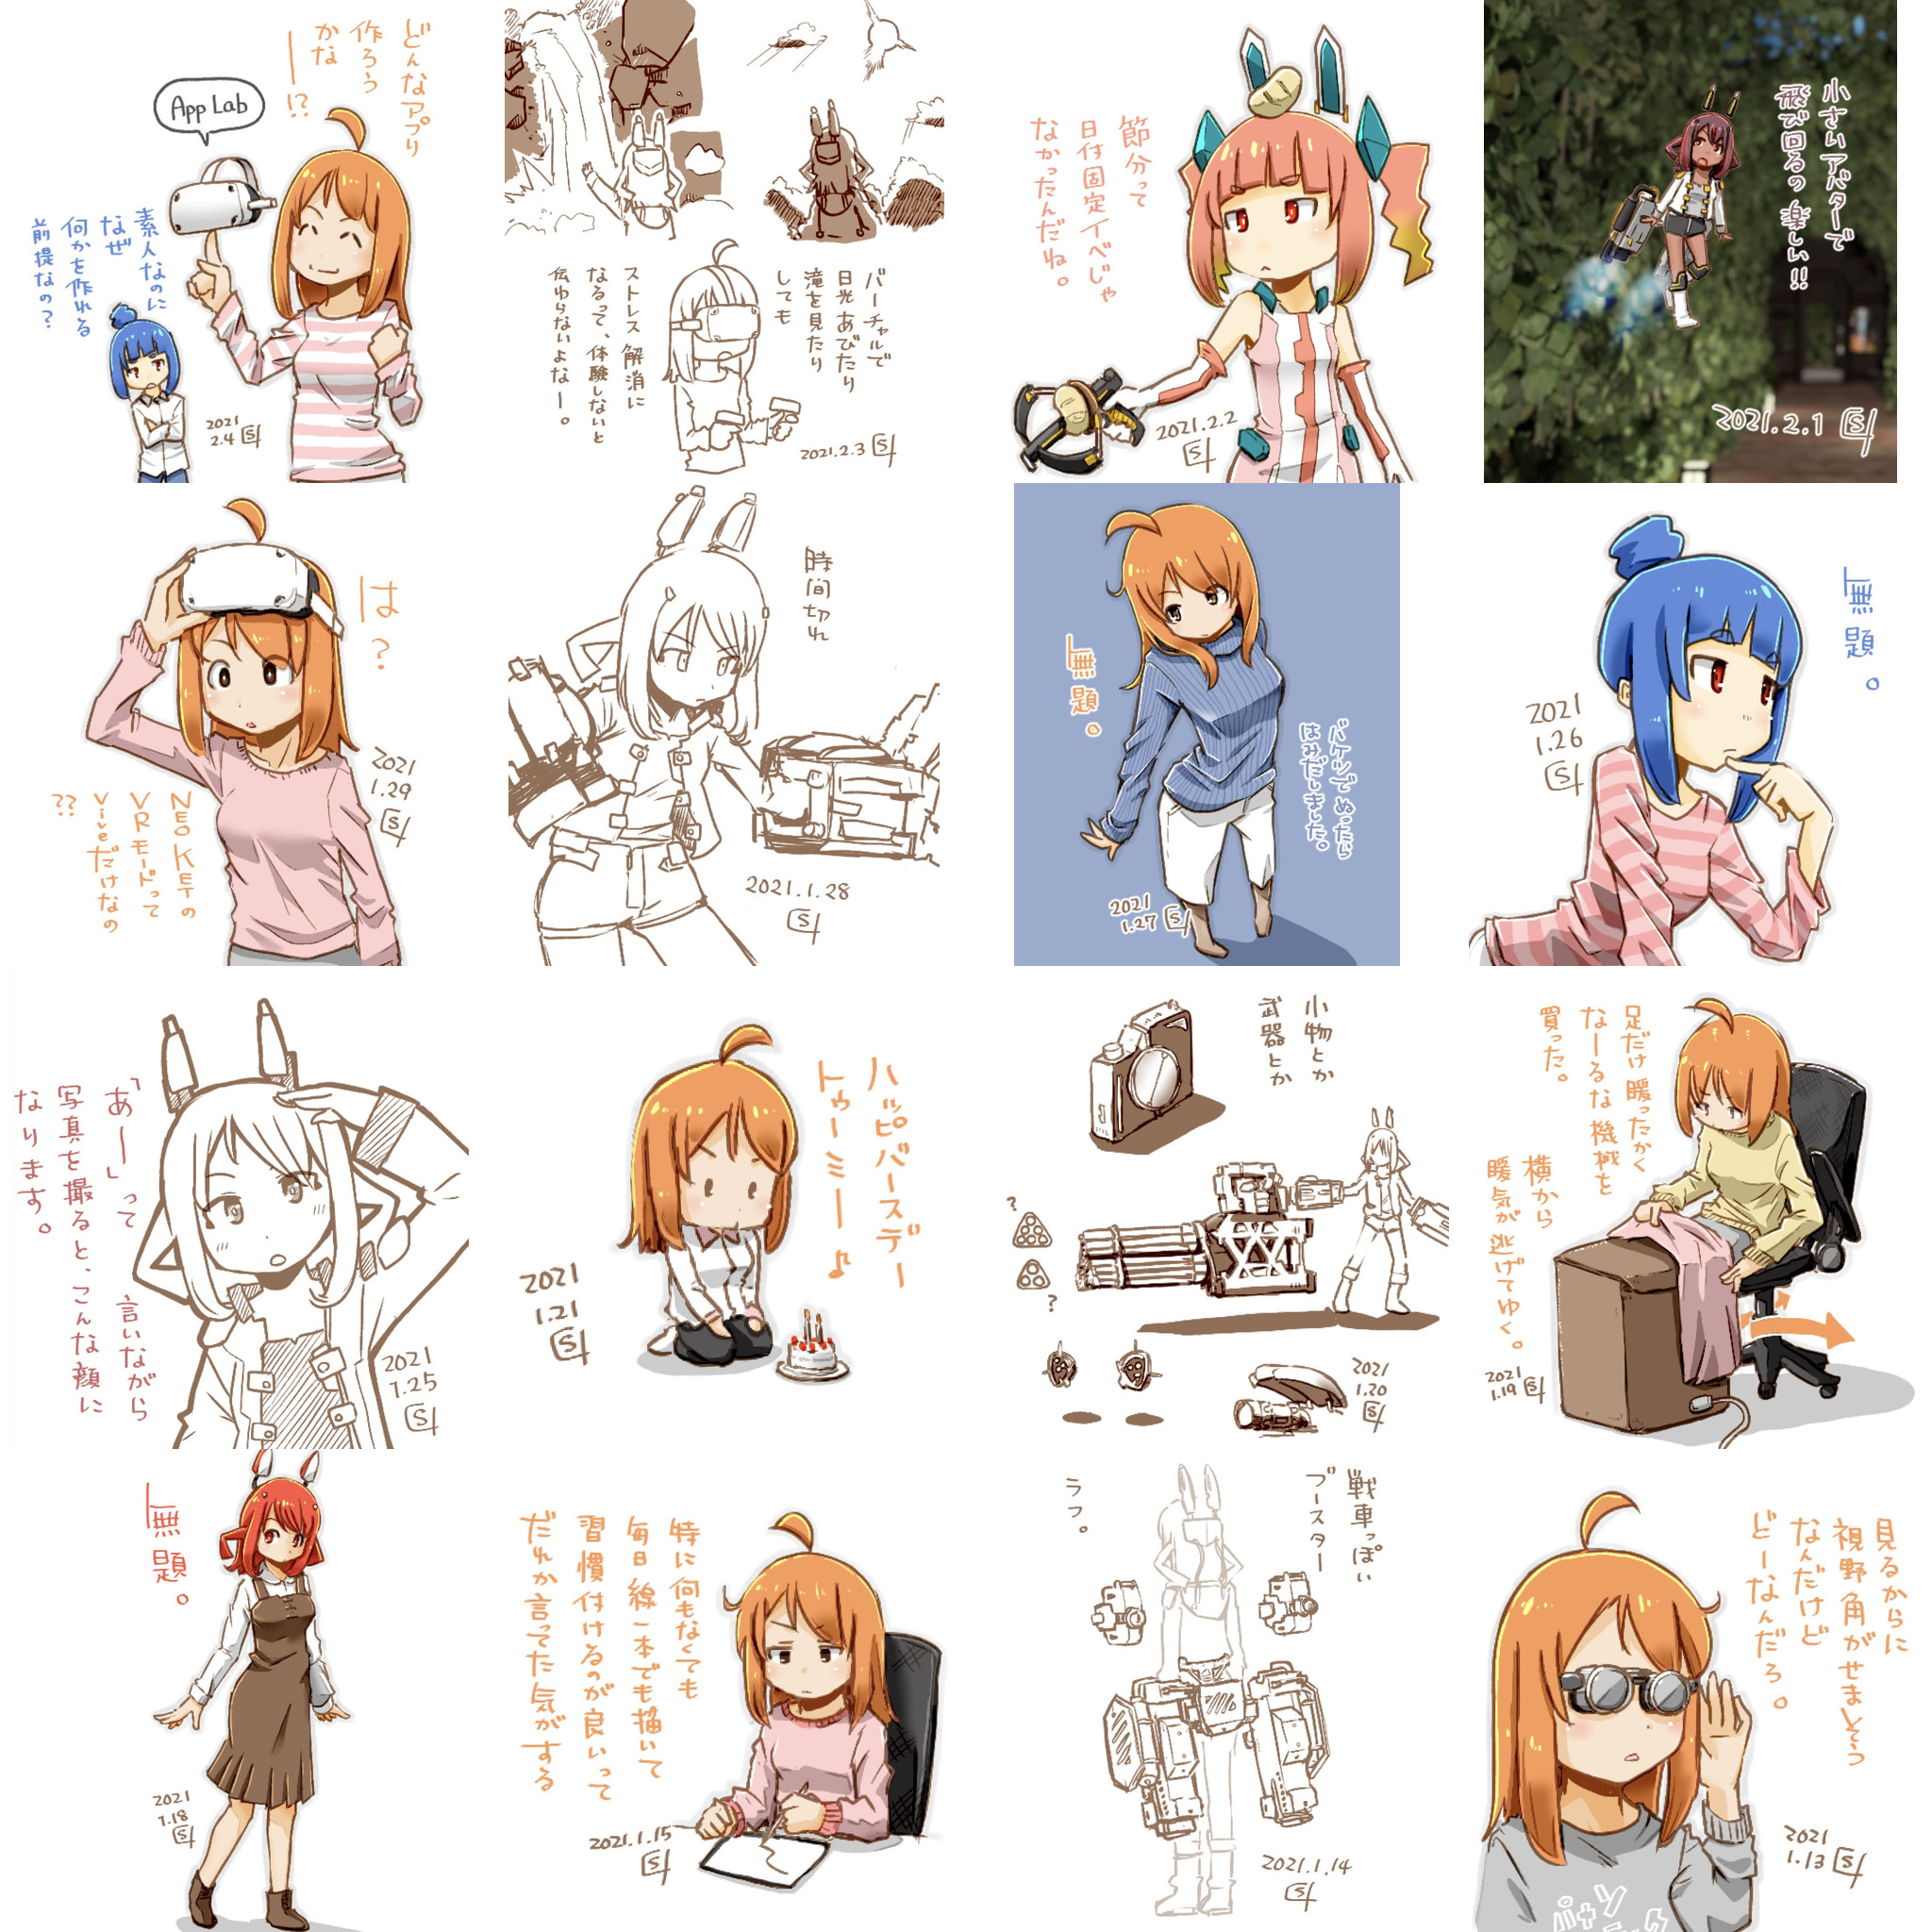 どんなアプリ
作ろう
かな
ー!?
App Lab
素人なのに
なぜ
何かを作れる
前提なの?
2021
2.4
バーチャルで
日光あびたり
滝を見たり
しても
ストレス解消に
なるって、体験しないと
伝わらないよなー。
2021.2.3
節分って
日付固定イベじゃ
なかったんだね。
2021.2.2
小さいアバターで
飛び回るの楽しい!!
2021.2.1
は?
2021
1.29
NEOKETの
VRモードって
Viveだけなの
??
時間切れ
2021.1.28
無題。
バケツでぬったら
はみだしました。
2021
1.27
無題。
2021
1.26
「あー」って言いながら
写真を撮ると、こんな顔に
なります。
2021
1.25
ハッピバースデー
トゥーミー♪
2021
1.21
小物とか
武器とか
?
?
2021
1.20
足だけ暖ったかく
なーるな機械を
買った。
横から
暖気が逃げてゆく。
2021
1.19
無題。
2021
1.18
特に何もなくても
毎日線一本でも描いて
習慣付けるのが良いって
だれか言ってた気がする
2021.1.15
戦車っぽい
ブースター
ラフ。
2021.1.14
見るからに
視野角がせまそう
なんだけど
どーなんだろ。
2021
1.13
パナソ
ニック